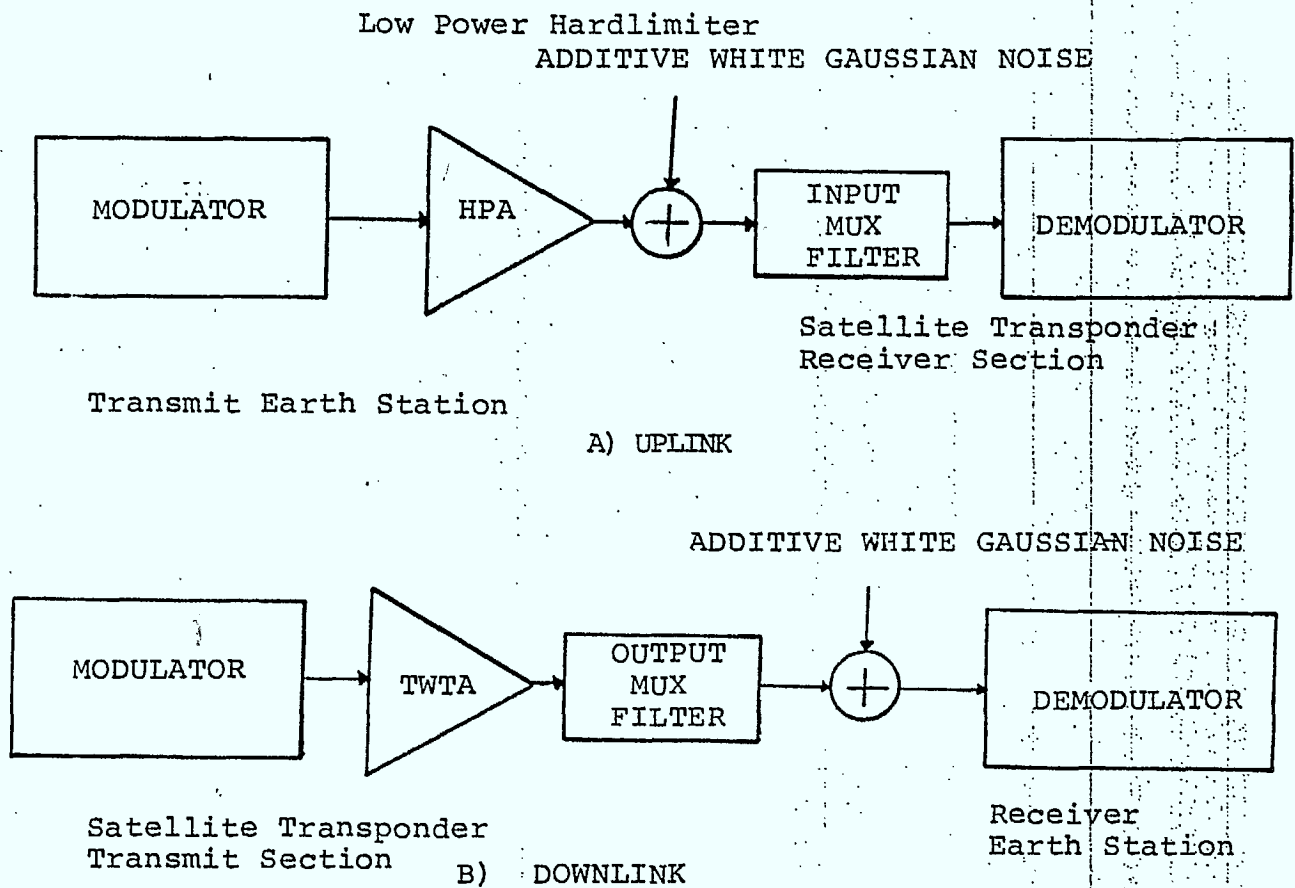 Low Power Hardlimiter
ADDITIVE WHITE GAUSSIAN NOISE
MODULATOR
HPA
INPUT
MUX
FILTER
DEMODULATOR
Satellite Transponder
Receiver Section
Transmit Earth Station
A) UPLINK
ADDITIVE WHITE GAUSSIAN NOISE
MODULATOR
TWTA
OUTPUT
MUX
FILTER
DEMODULATOR
Satellite Transponder
Transmit Section
Receiver
Earth Station
B) DOWNLINK